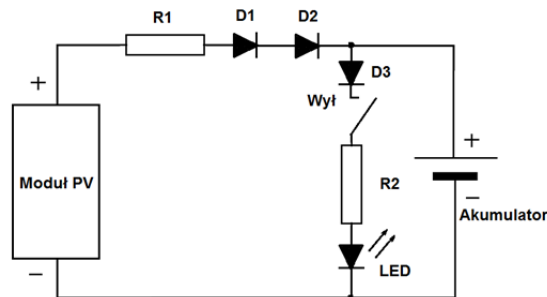 R1
D1
D2
D3
+
Wył
+
Moduł PV
R2
−
Akumulator
−
LED